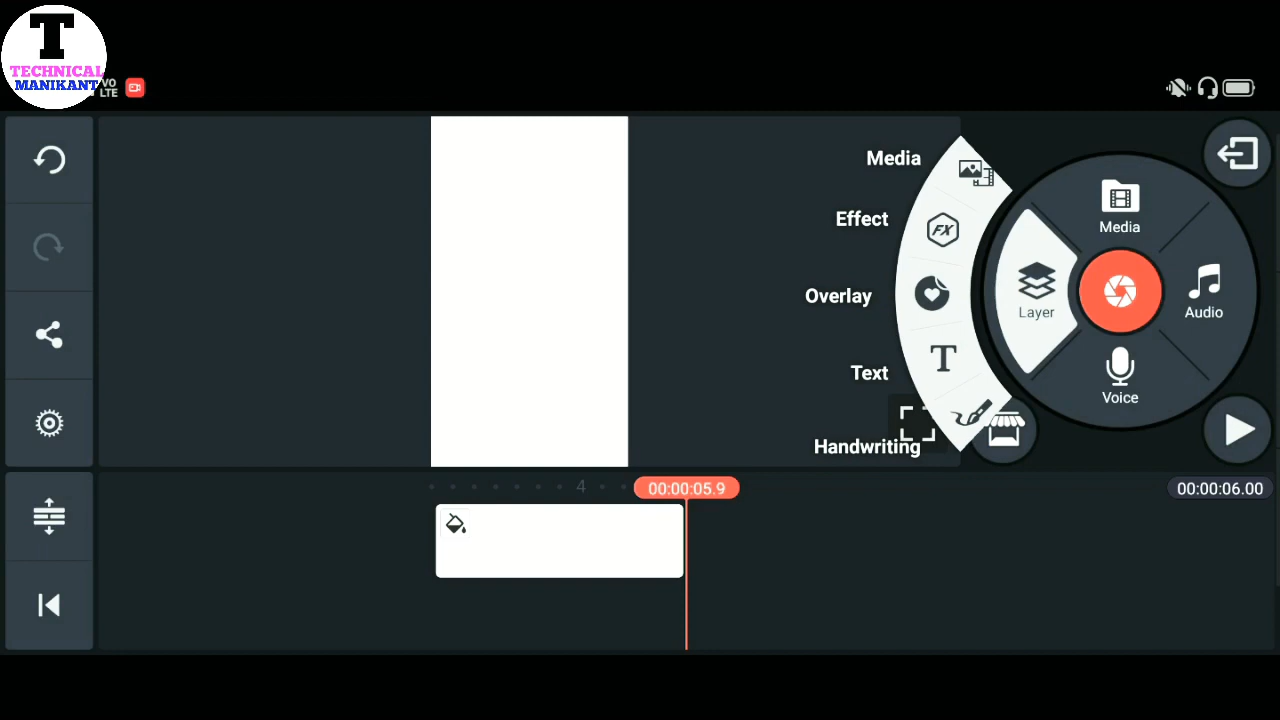 T
TECHNICAL
MANIKANT
VO
LTE
Media
Effect
FX
Overlay
T
Text
Handwriting
Media
Layer
Audio
Voice
4
00:00:05.9
00:00:06.00